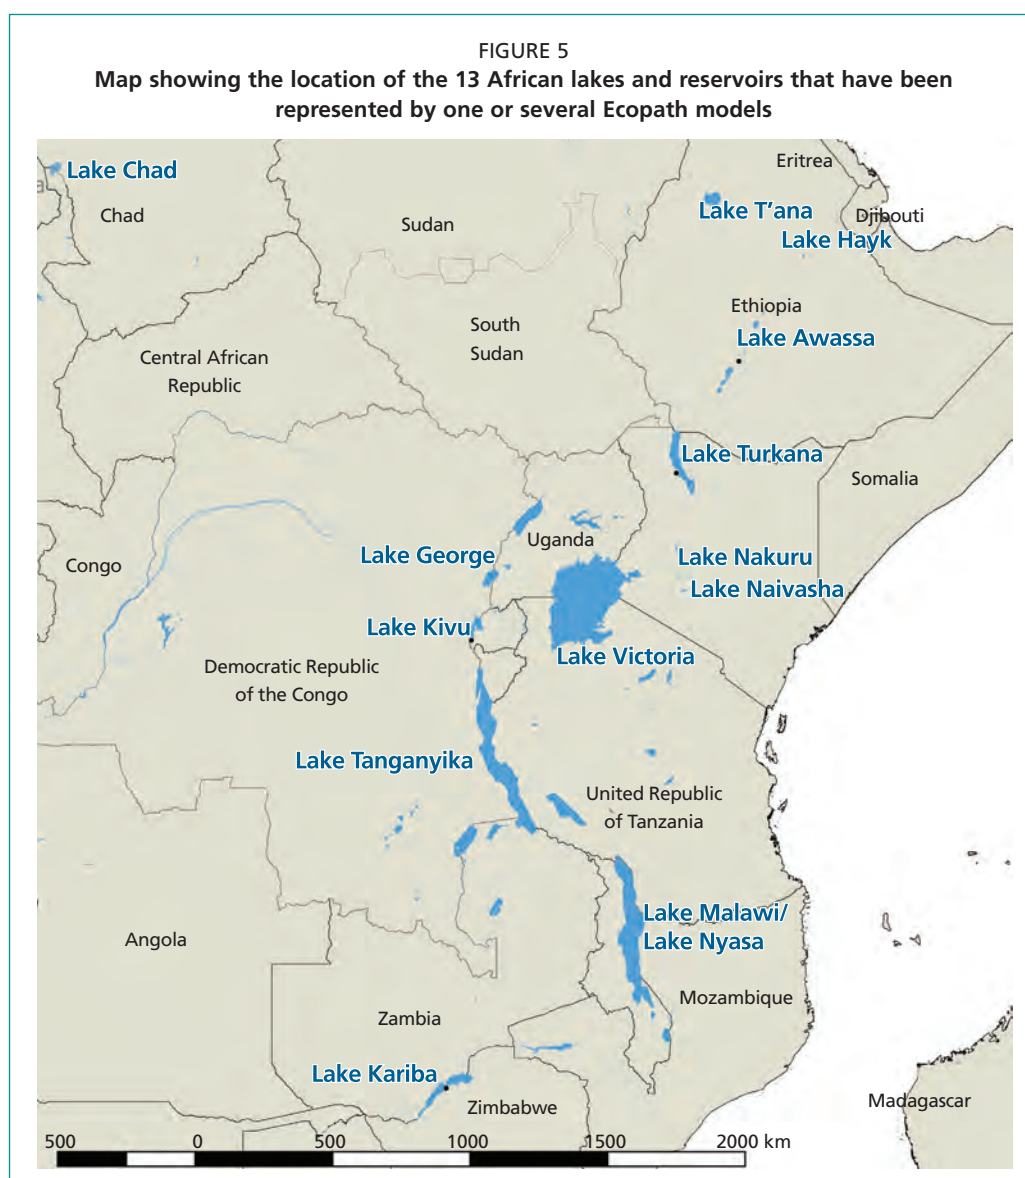 FIGURE 5
Map showing the location of the 13 African lakes and reservoirs that have been
represented by one or several Ecopath models
Lake Chad
Chad
Sudan
Eritrea
Lake T'ana
Djibouti
Lake Hayk
Ethiopia
South
Sudan
Lake Awassa
Central African
Republic
Lake Turkana
Somalia
Uganda
Lake George
Lake Nakuru
Congo
Lake Naivasha
Lake Kivu
Lake Victoria
Democratic Republic
of the Congo
Lake Tanganyika
United Republic
of Tanzania
Lake Malawi/
Lake Nyasa
Angola
Mozambique
Zambia
Lake Kariba
Zimbabwe
Madagascar
500 0 500 1000 1500 2000 km